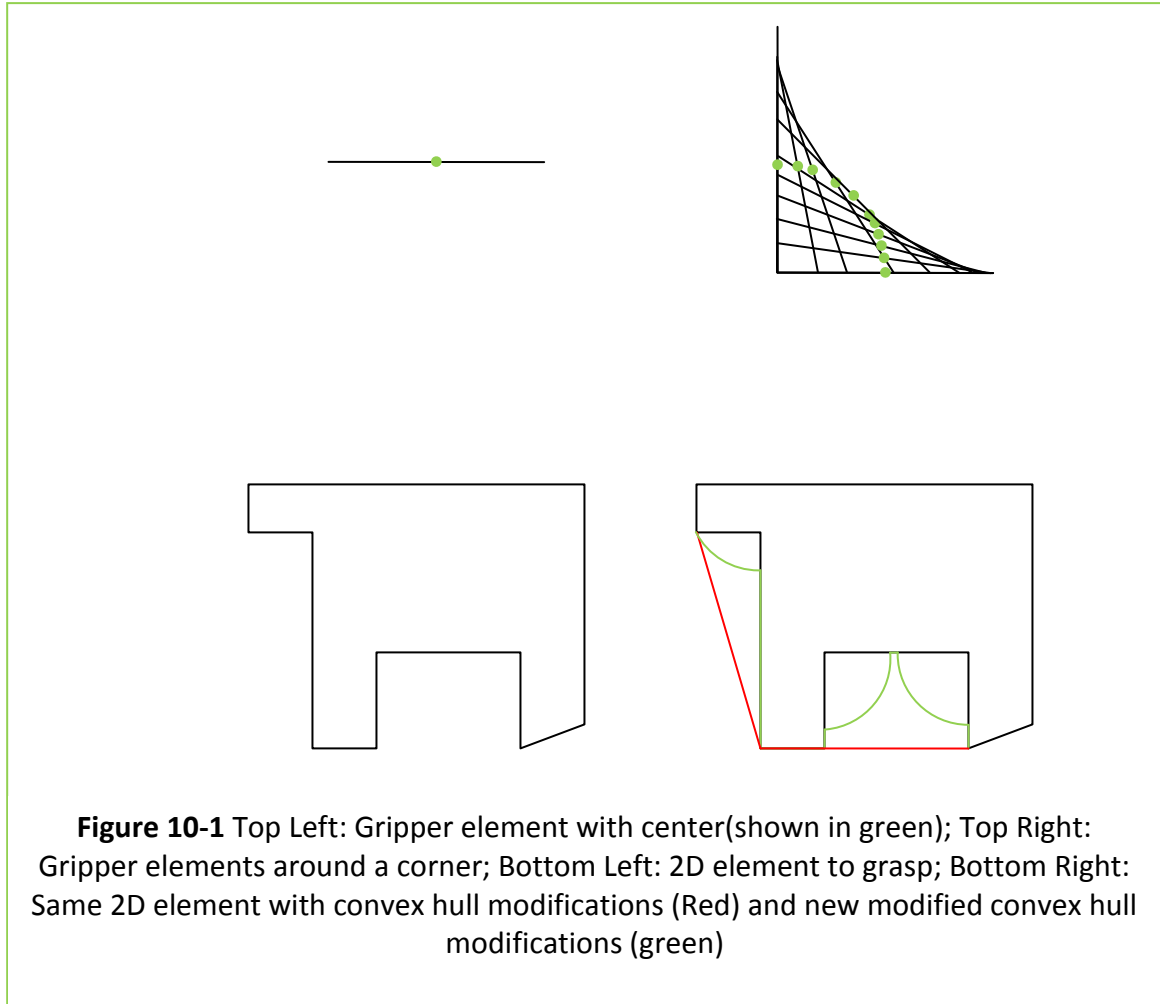 Figure 10-1 Top Left: Gripper element with center(shown in green); Top Right:
Gripper elements around a corner; Bottom Left: 2D element to grasp; Bottom Right:
Same 2D element with convex hull modifications (Red) and new modified convex hull
modifications (green)